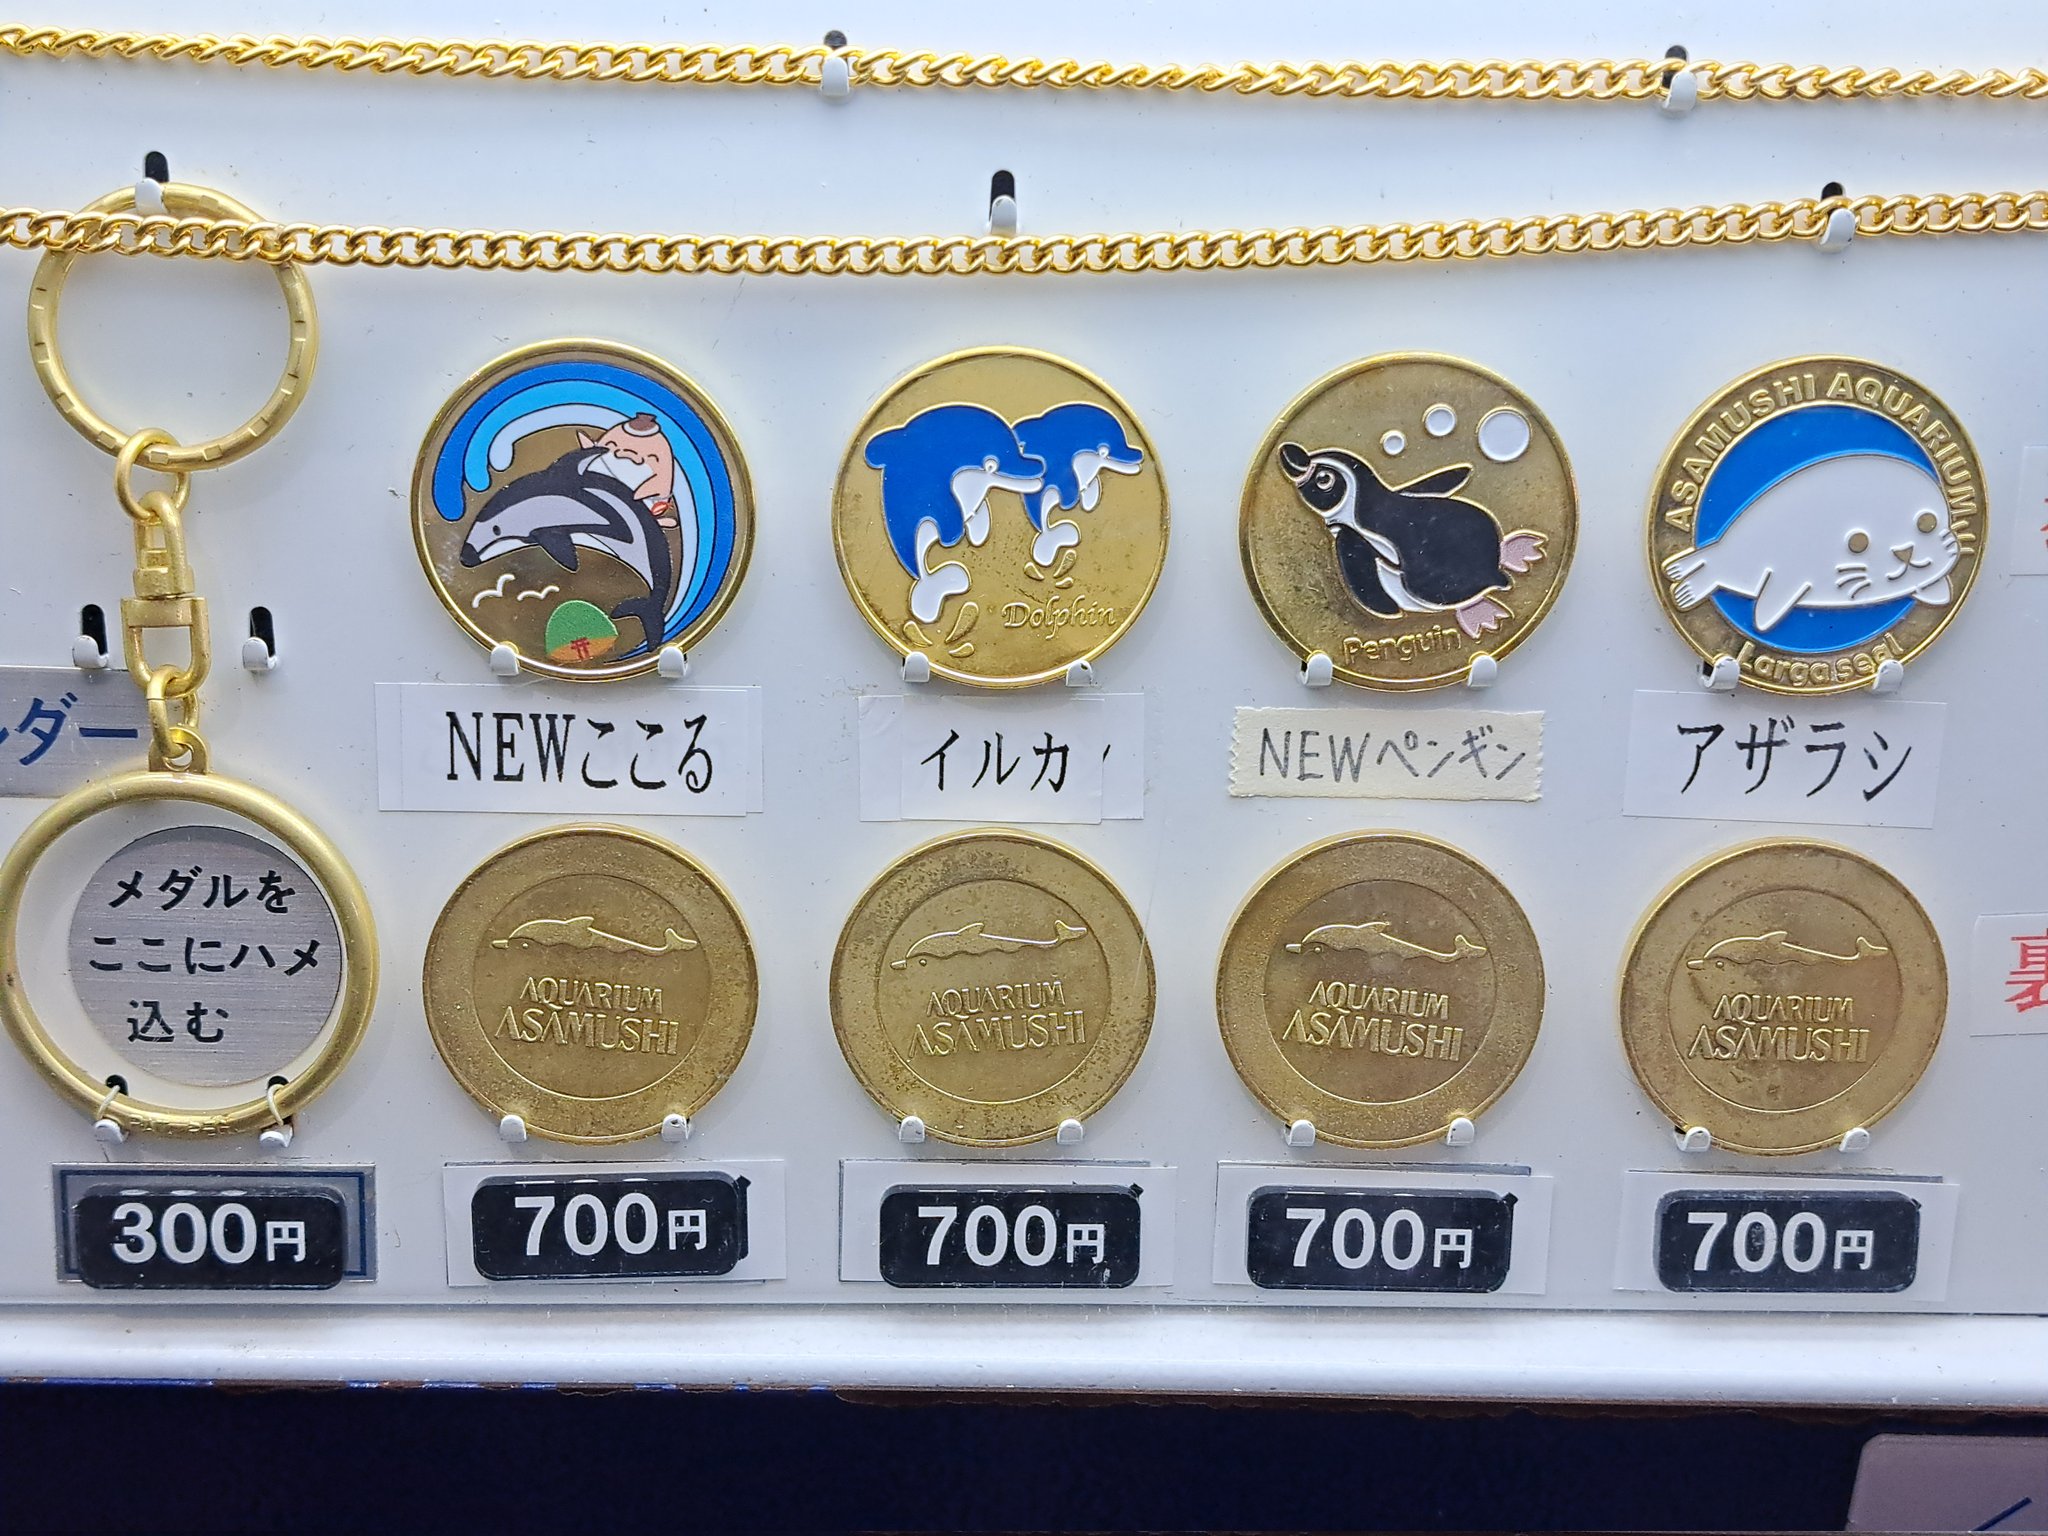 Dolphin
Penguin
ASAMUSHI AQUARIUM
Larga seal
ダー
NEWこころ
イルカ
NEWペンギン
アザラシ
メダルを
ここにハメ
込む
AQUARIUM
ASAMUSHI
AQUARIUM
ASAMUSHI
AQUARIUM
ASAMUSHI
AQUARIUM
ASAMUSHI
裏
300円
700円
700円
700円
700円